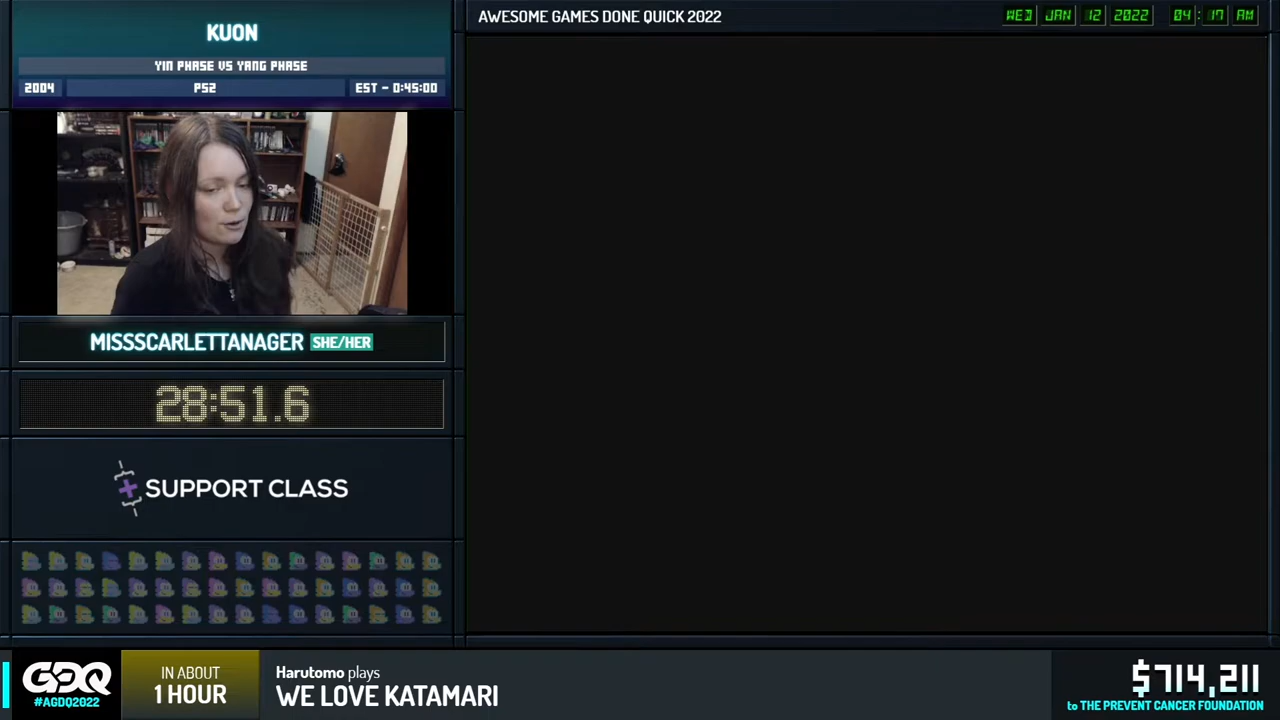 KUON
YIN PHASE VS YANG PHASE
2004 PS2 EST - 0:45:00
AWESOME GAMES DONE QUICK 2022
WED JAN 12 2022 04:17 AM
MISSSCARLETTANAGER SHE/HER
28:51.6
SUPPORT CLASS
GDQ
#AGDQ2022
IN ABOUT
1 HOUR
Harutomo plays
WE LOVE KATAMARI
$714,211
to THE PREVENT CANCER FOUNDATION